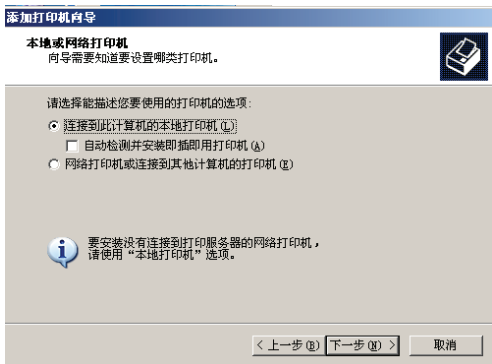 添加打印机向导
本地或网络打印机
向导需要知道要设置哪类打印机。
请选择能描述您要使用的打印机的选项:
连接到此计算机的本地打印机(L)
自动检测并安装即插即用打印机(A)
网络打印机或连接到其他计算机的打印机(E)
要安装没有连接到打印服务器的网络打印机，
请使用“本地打印机”选项。
< 上一步(B) 下一步(N) > 取消